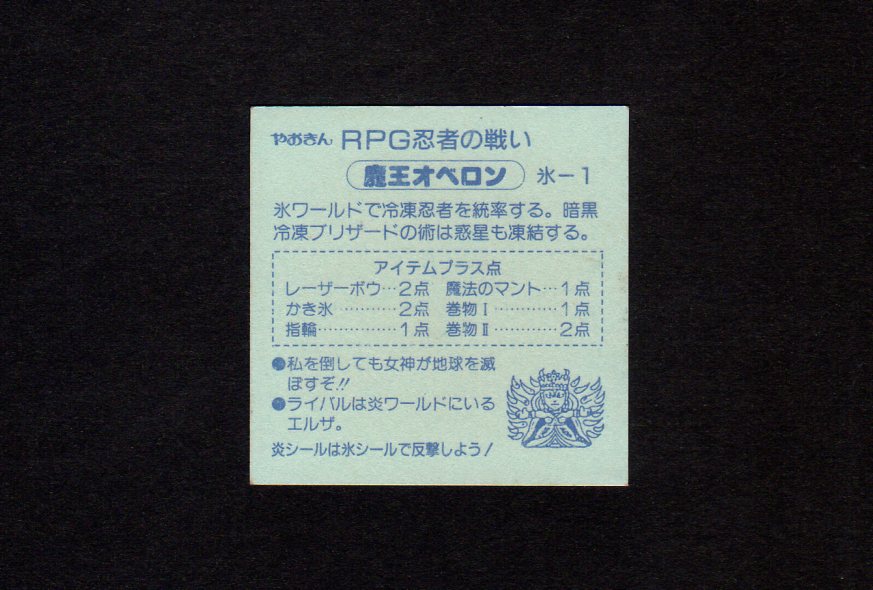 やおきん RPG忍者の戦い
魔王オベロン 氷ー1
氷ワールドで冷凍忍者を統率する。暗黒
冷凍ブリザードの術は惑星も凍結する。
アイテムプラス点
レーザーボウ…2点 魔法のマント…1点
かき氷…………2点 巻物Ⅰ…………1点
指輪……………1点 巻物Ⅱ…………2点
●私を倒しても女神が地球を滅
ぼすぞ!!
●ライバルは炎ワールドにいる
エルザ。
炎シールは氷シールで反撃しよう!